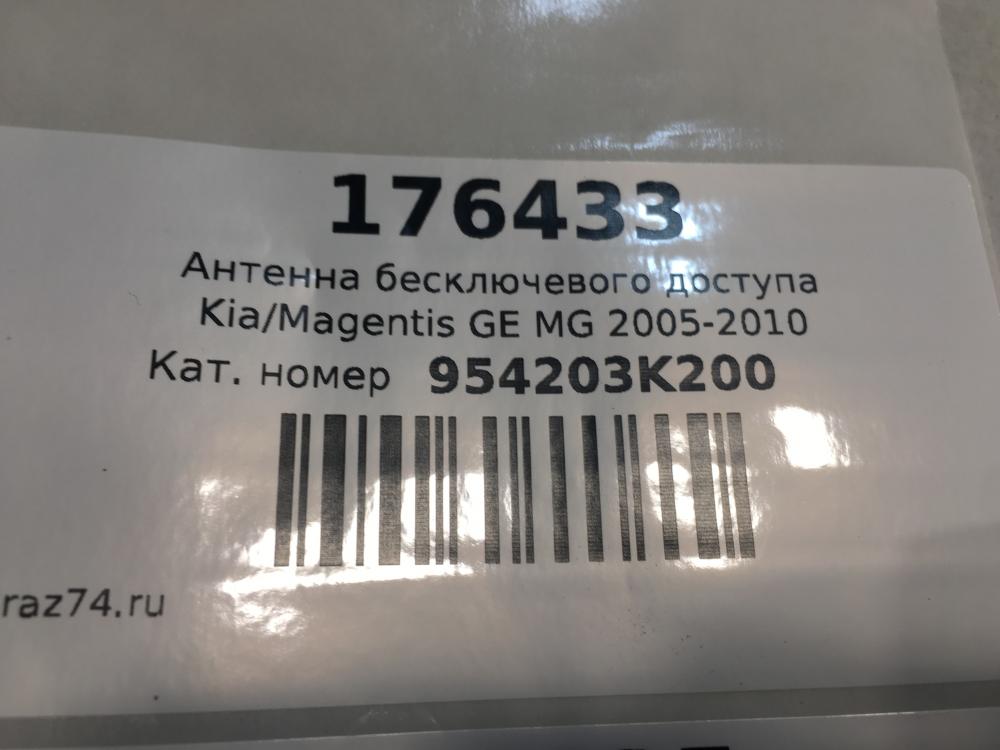 176433
Антенна бесключевого доступа
Kia/Magentis GE MG 2005-2010
Кат. номер 954203K200
raz74.ru